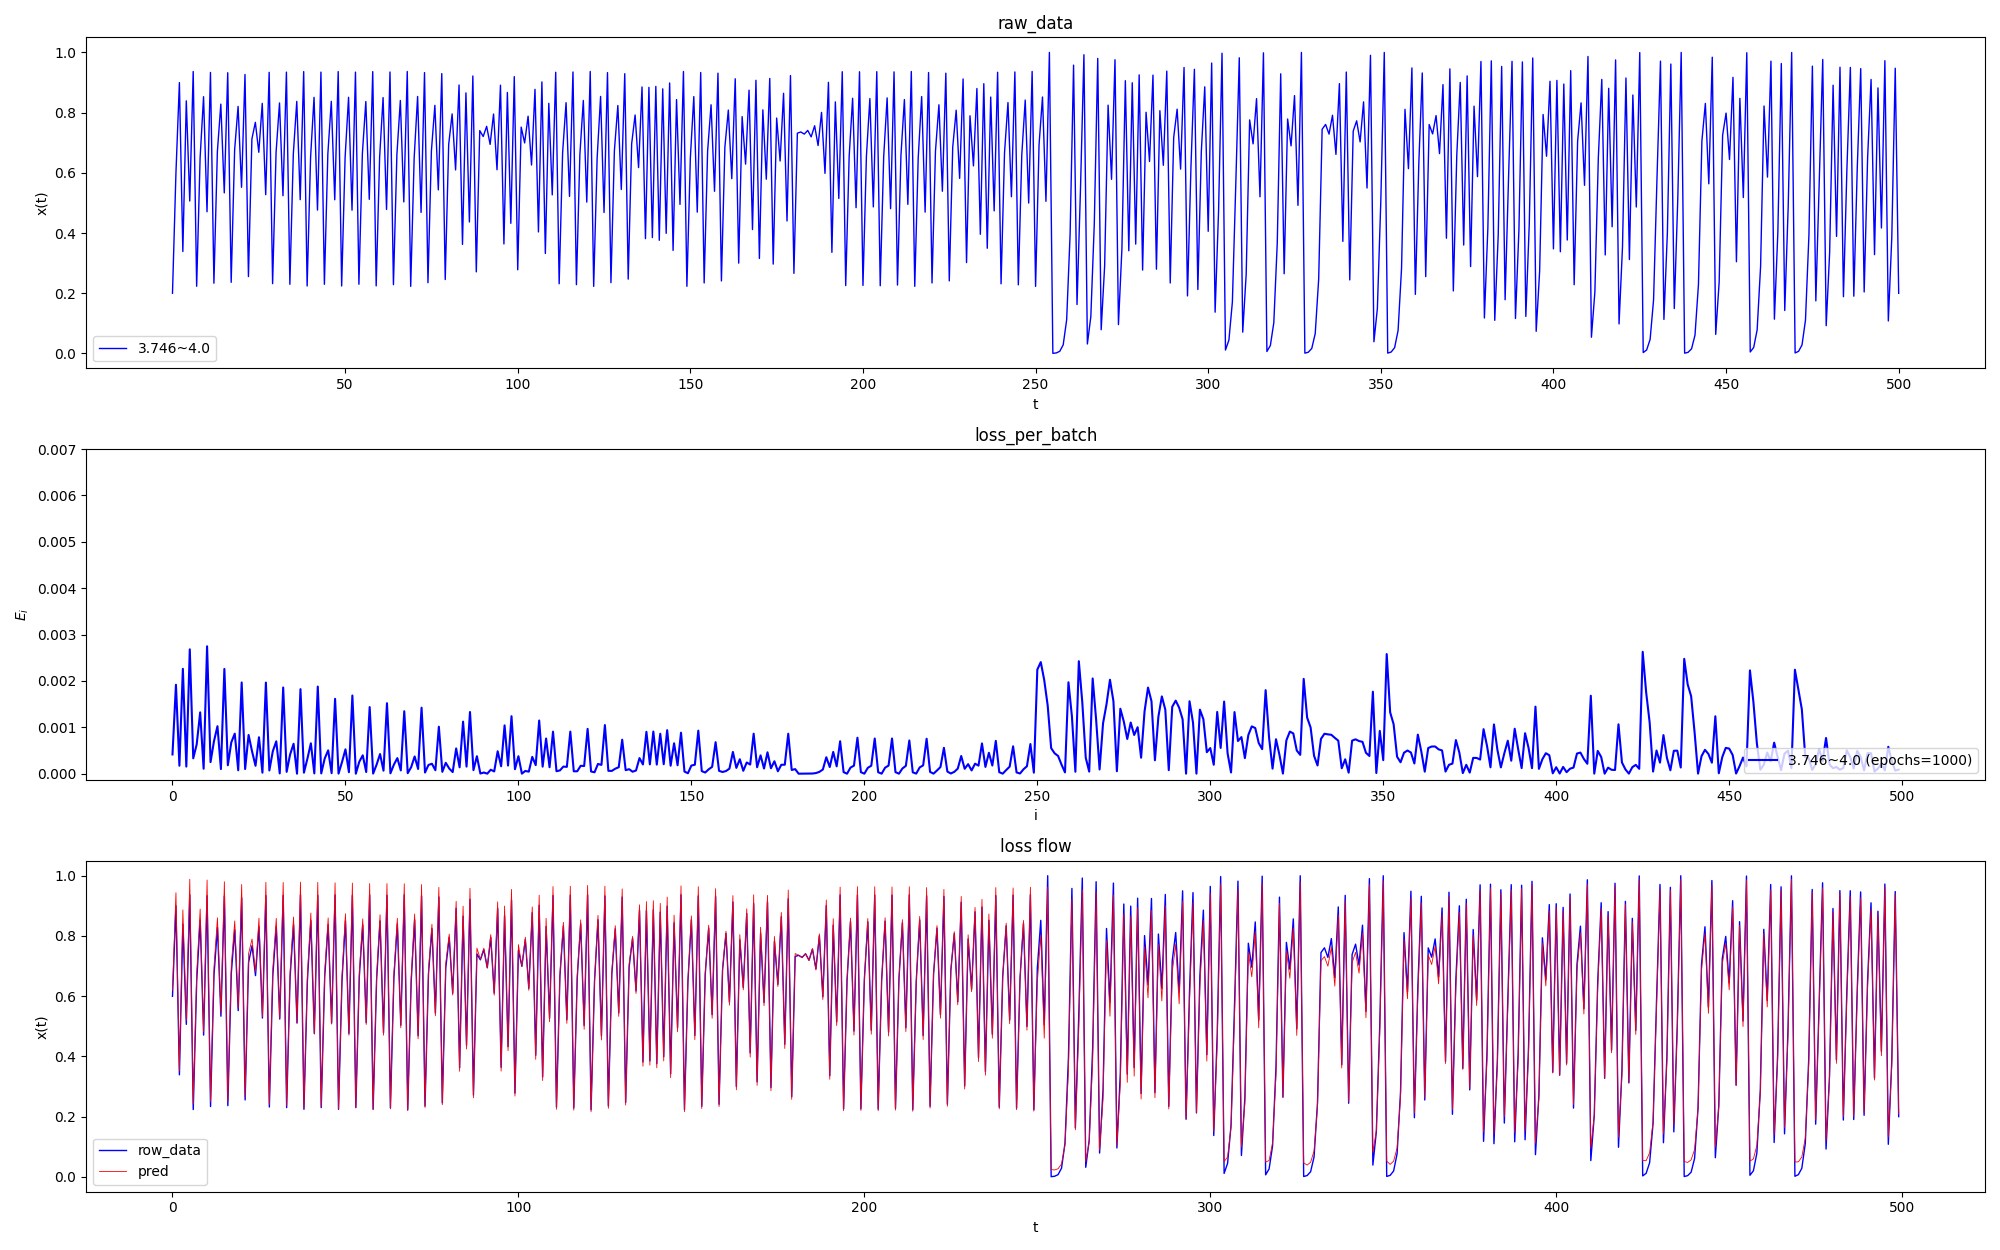 raw_data
1.0
0.8
0.6
0.4
0.2
0.0
x(t)
3.746~4.0
50 100 150 200 250 300 350 400 450 500
t
loss_per_batch
0.007
0.006
0.005
0.004
0.003
0.002
0.001
0.000
E_i
3.746~4.0 (epochs=1000)
0 50 100 150 200 250 300 350 400 450 500
i
loss flow
1.0
0.8
0.6
0.4
0.2
0.0
x(t)
row_data
pred
0 100 200 300 400 500
t